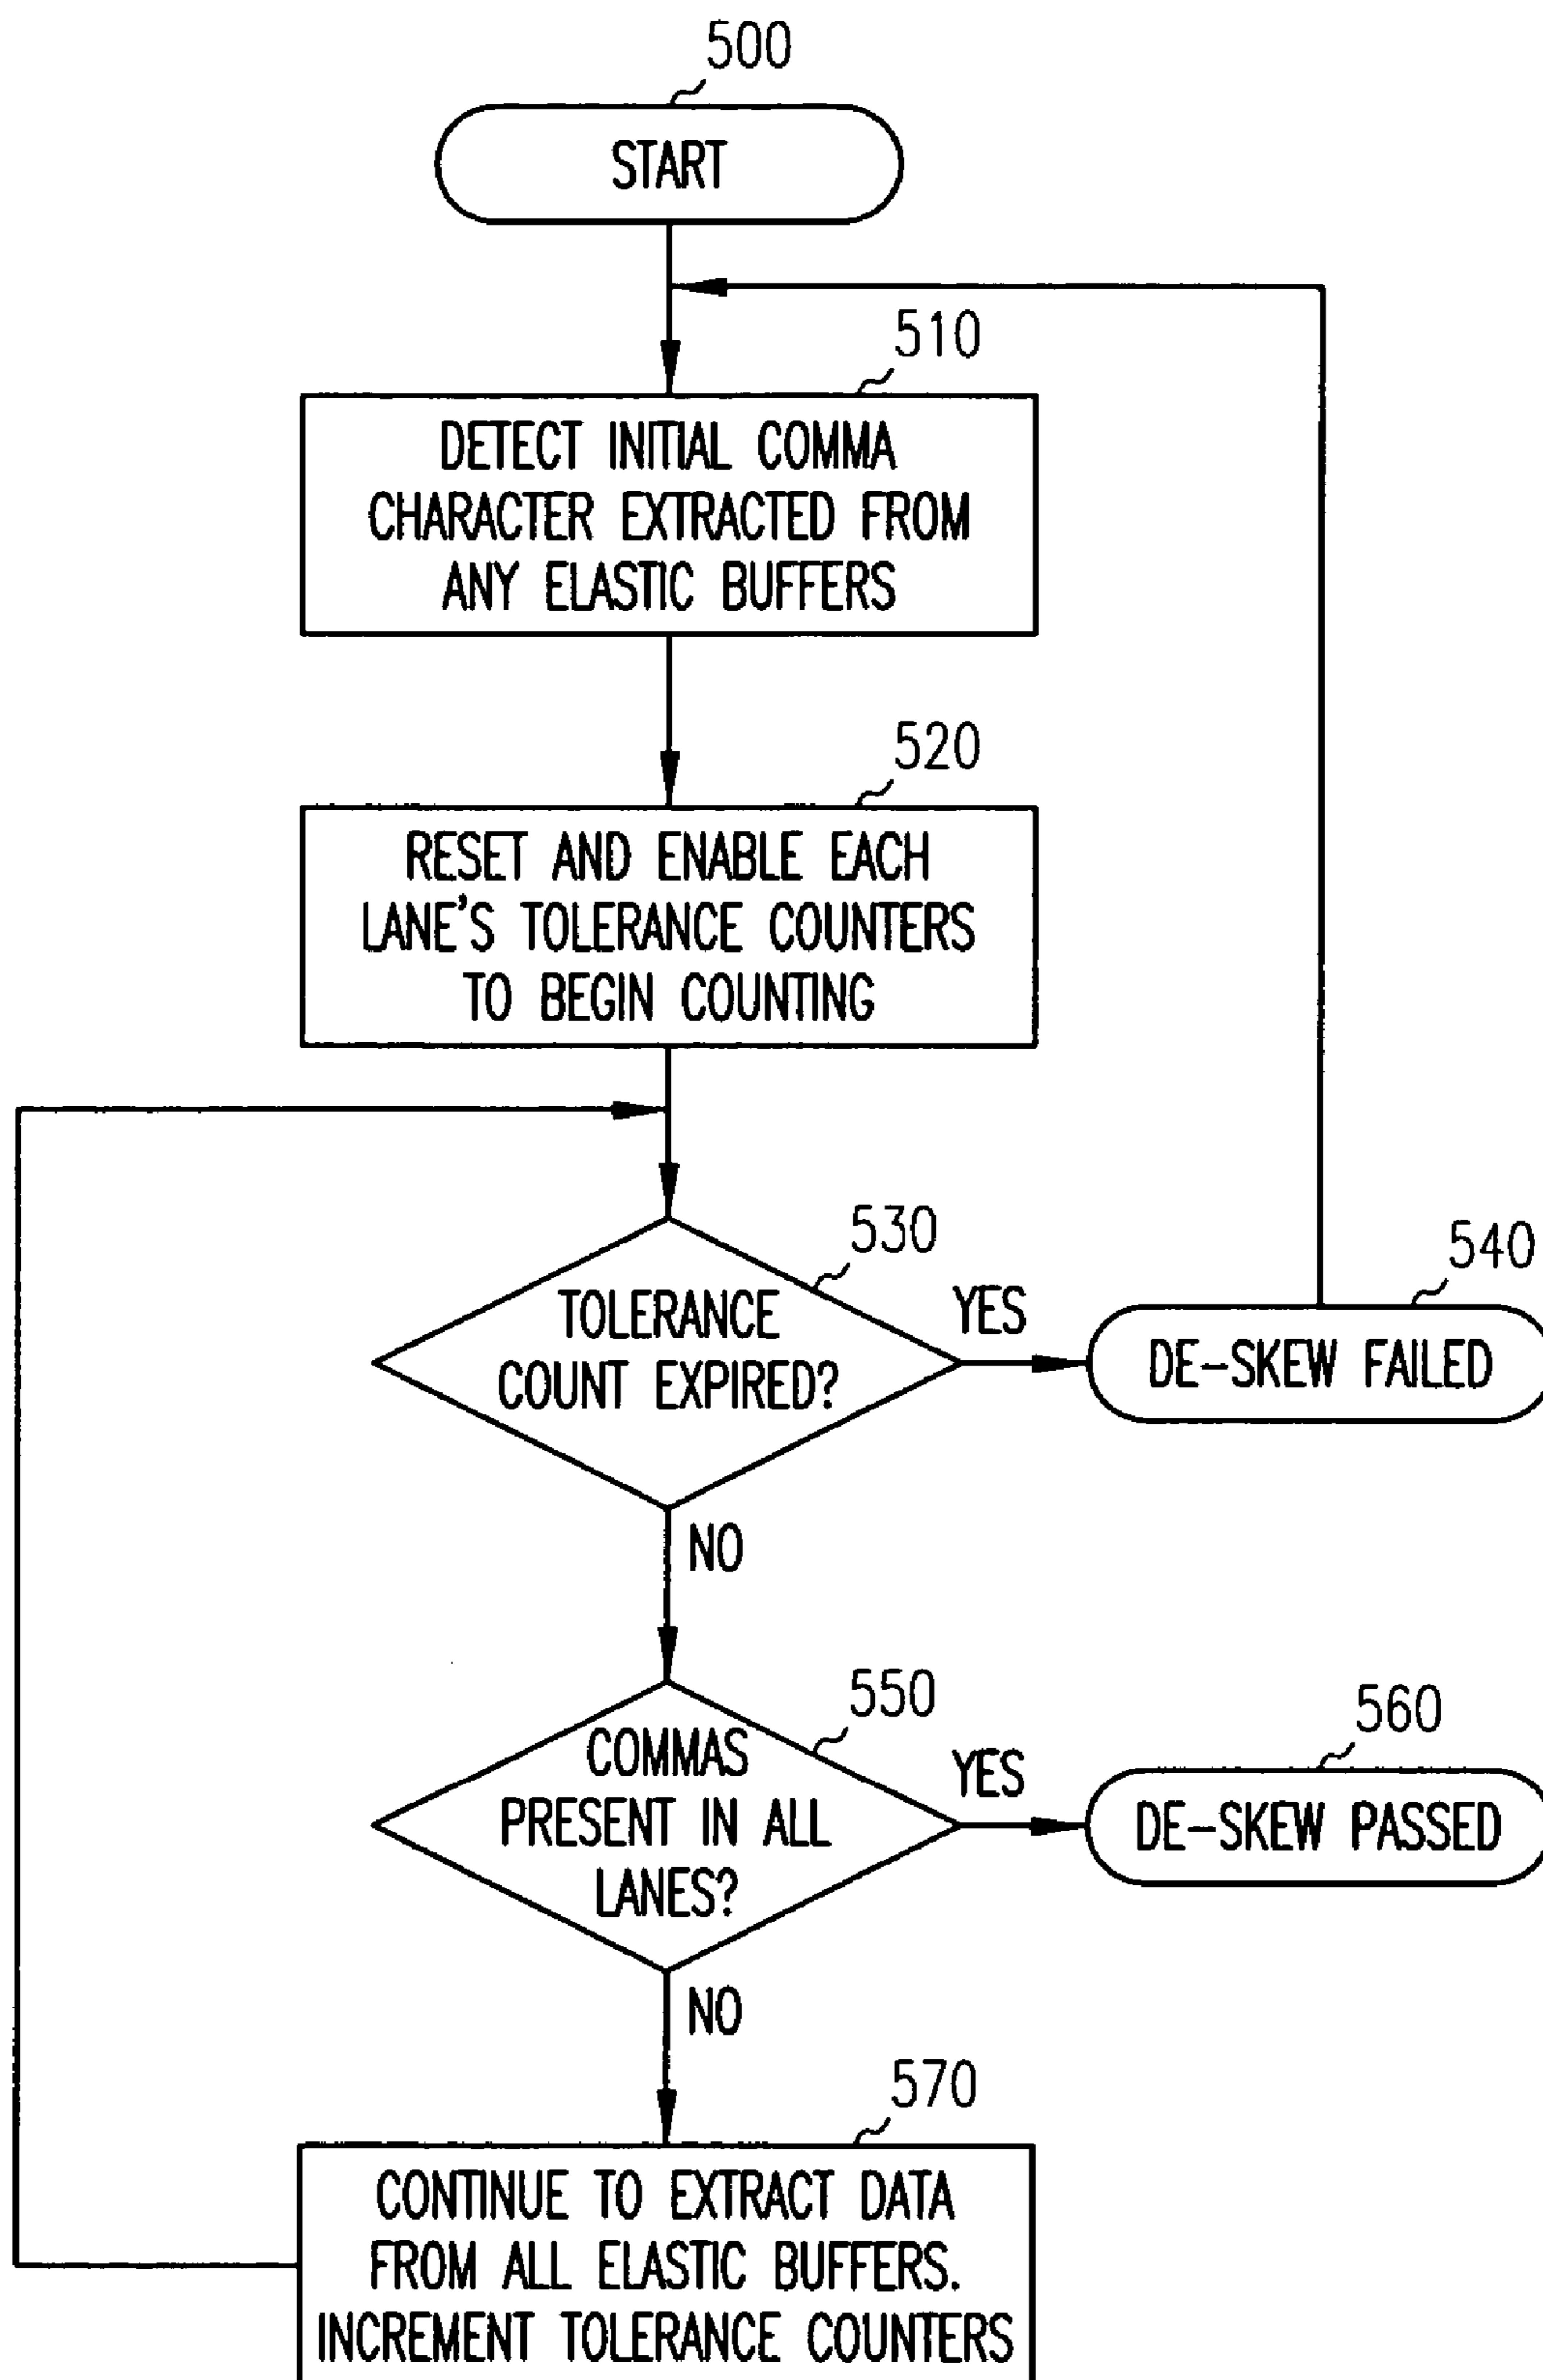 500
START
510
DETECT INITIAL COMMA
CHARACTER EXTRACTED FROM
ANY ELASTIC BUFFERS
520
RESET AND ENABLE EACH
LANE'S TOLERANCE COUNTERS
TO BEGIN COUNTING
530
TOLERANCE
COUNT EXPIRED?
YES
540
DE-SKEW FAILED
NO
550
COMMAS
PRESENT IN ALL
LANES?
YES
560
DE-SKEW PASSED
NO
570
CONTINUE TO EXTRACT DATA
FROM ALL ELASTIC BUFFERS.
INCREMENT TOLERANCE COUNTERS